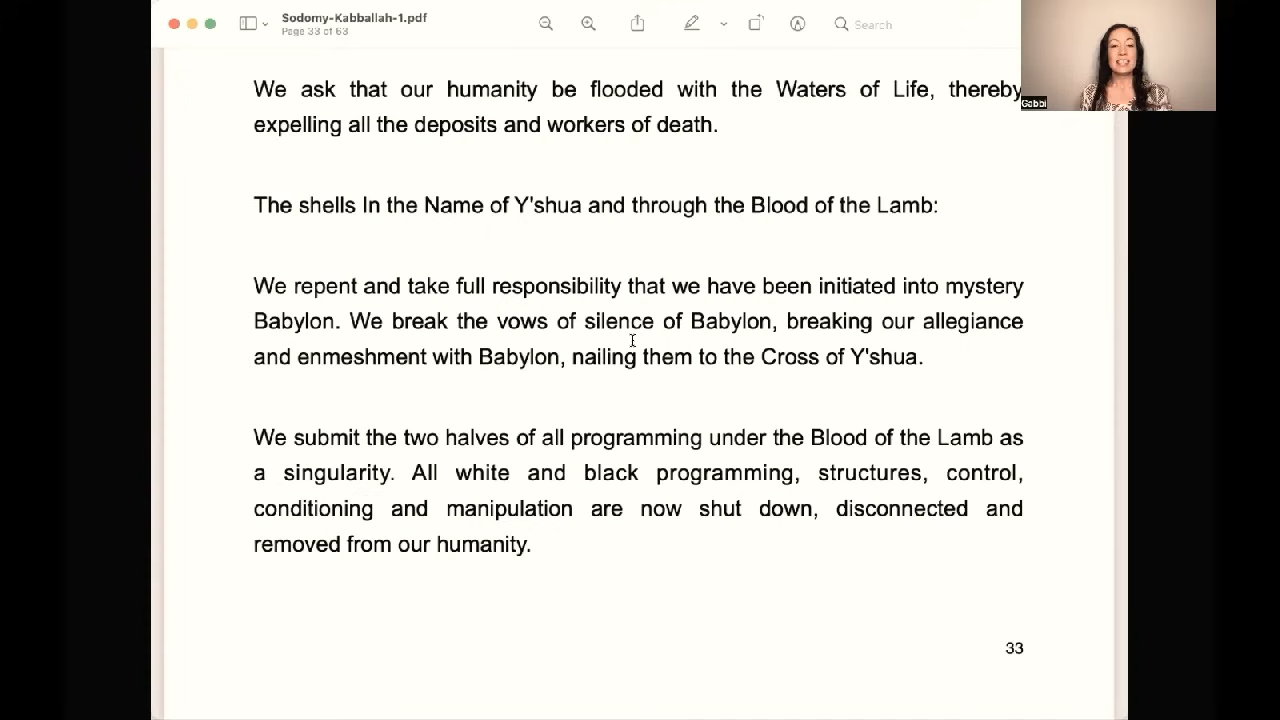 Sodomy-Kabballah-1.pdf
Page 33 of 63
Search
Gabbi
We ask that our humanity be flooded with the Waters of Life, thereby
expelling all the deposits and workers of death.
The shells In the Name of Y'shua and through the Blood of the Lamb:
We repent and take full responsibility that we have been initiated into mystery
Babylon. We break the vows of silence of Babylon, breaking our allegiance
and enmeshment with Babylon, nailing them to the Cross of Y'shua.
We submit the two halves of all programming under the Blood of the Lamb as
a singularity. All white and black programming, structures, control,
conditioning and manipulation are now shut down, disconnected and
removed from our humanity.
33